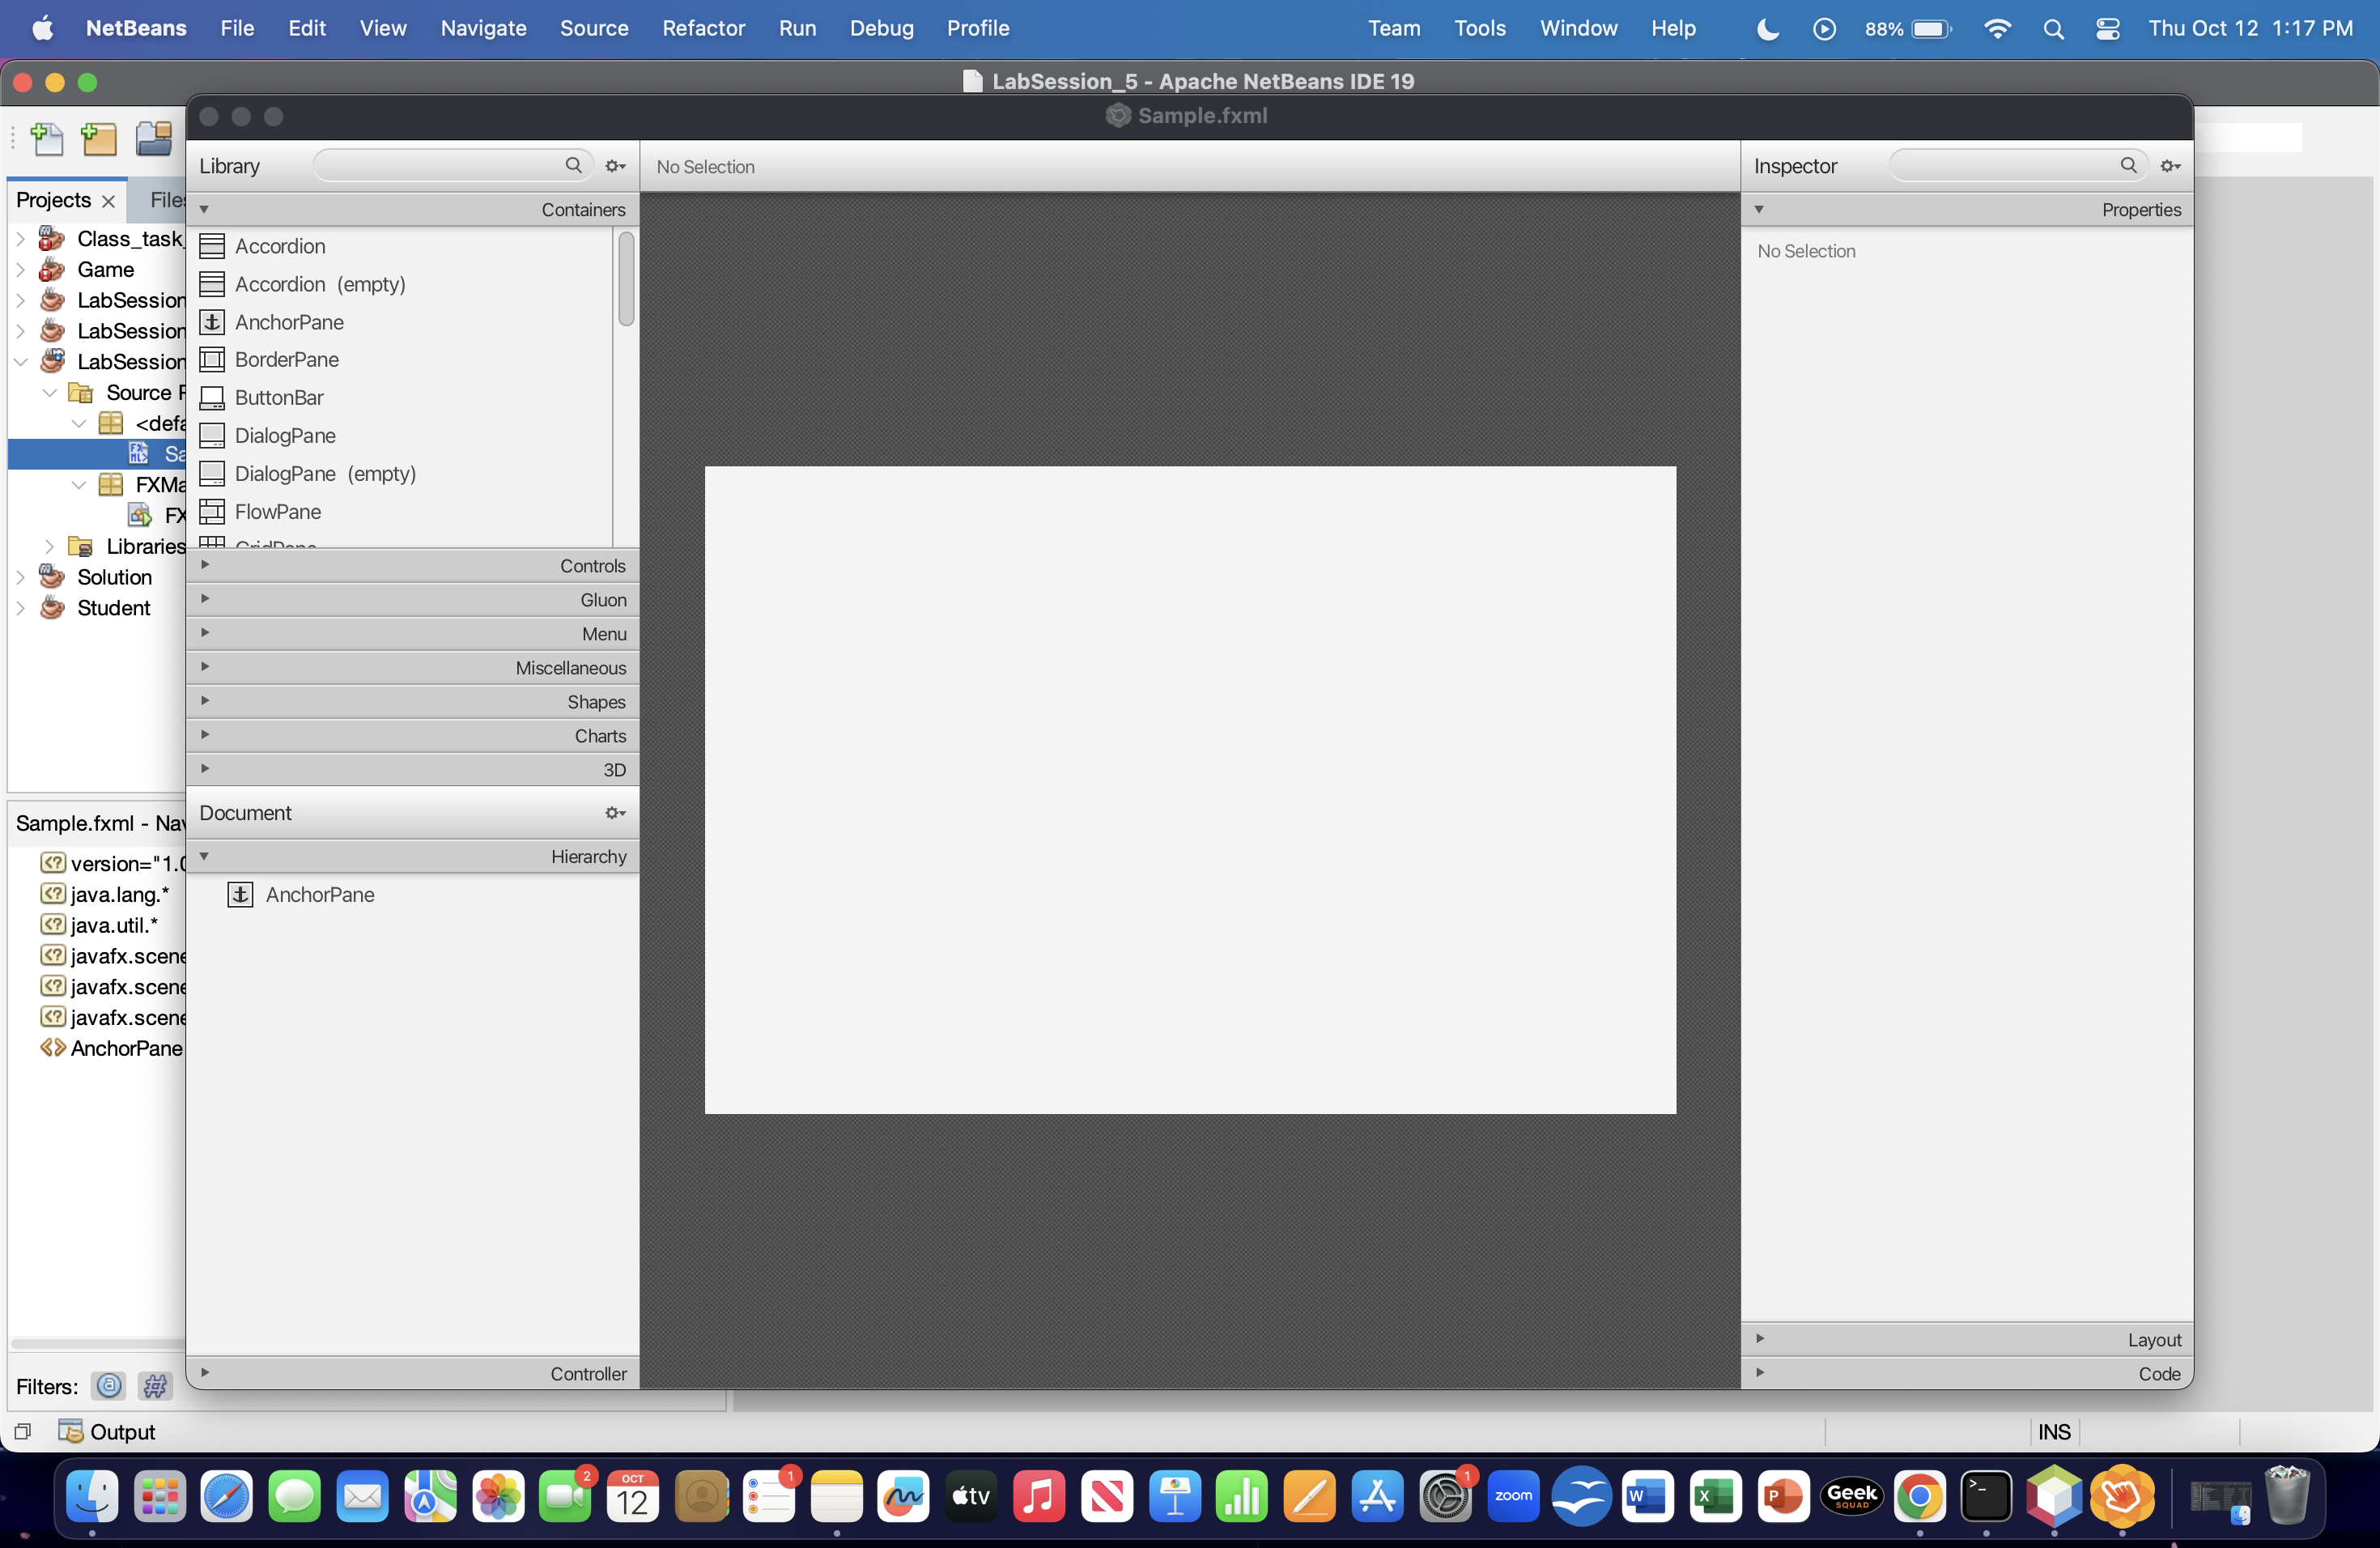 NetBeans File Edit View Navigate Source Refactor Run Debug Profile Team Tools Window Help 88% Thu Oct 12 1:17 PM
LabSession_5 - Apache NetBeans IDE 19
Sample.fxml
Projects
Files
Class_task_
Game
LabSession
LabSession
LabSession
Source F
<defa
Sa
FXMa
FX
Libraries
Solution
Student
Sample.fxml - Nav
version="1.0
java.lang.*
java.util.*
javafx.scene
javafx.scene
javafx.scene
AnchorPane
Filters:
Output
Library
Containers
Accordion
Accordion (empty)
AnchorPane
BorderPane
ButtonBar
DialogPane
DialogPane (empty)
FlowPane
GridPane
Controls
Gluon
Menu
Miscellaneous
Shapes
Charts
3D
Document
Hierarchy
AnchorPane
Controller
No Selection
Inspector
Properties
No Selection
Layout
Code
INS
2
OCT
12
1
tv
1
zoom
W
X
P
Geek
SQUAD